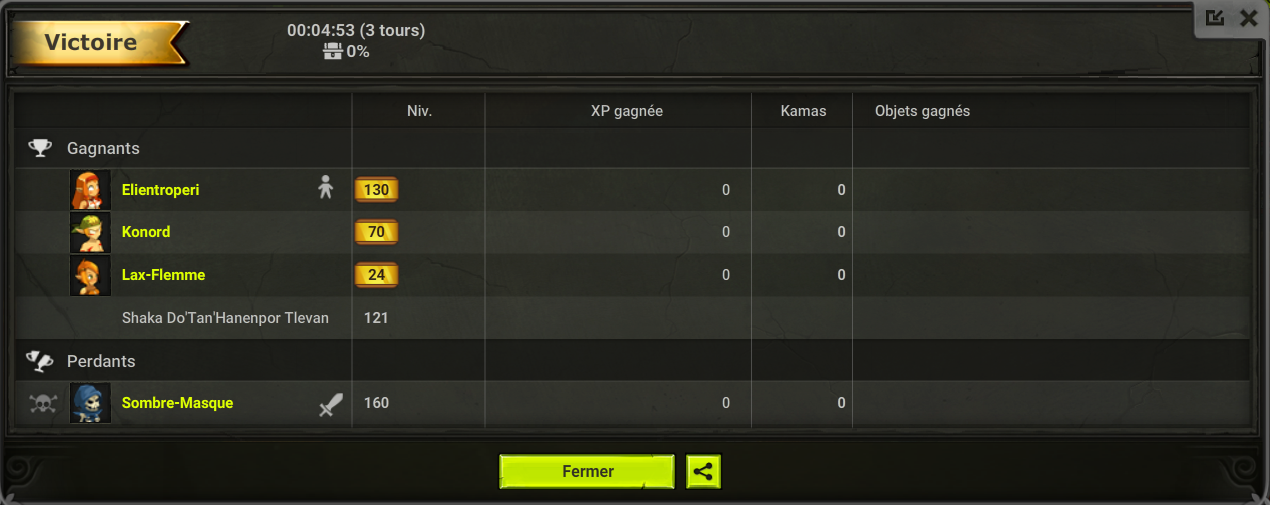 Victoire
00:04:53 (3 tours)
0%
Niv. XP gagnée Kamas Objets gagnés
Gagnants
Elientroperi 130 0 0
Konord 70 0 0
Lax-Flemme 24 0 0
Shaka Do'Tan'Hanenpor Tlevan 121
Perdants
Sombre-Masque 160 0 0
Fermer